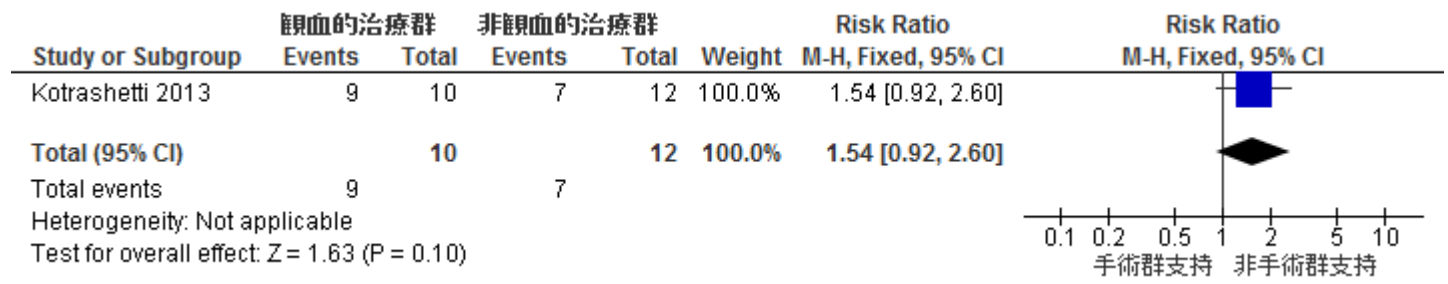 観血的治療群 非観血的治療群 Risk Ratio Risk Ratio
Study or Subgroup Events Total Events Total Weight M-H, Fixed, 95% CI M-H, Fixed, 95% CI
Kotrashetti 2013 9 10 7 12 100.0% 1.54 [0.92, 2.60]
Total (95% CI) 10 12 100.0% 1.54 [0.92, 2.60]
Total events 9 7
Heterogeneity: Not applicable
Test for overall effect: Z = 1.63 (P = 0.10)
0.1 0.2 0.5 1 2 5 10
手術群支持 非手術群支持